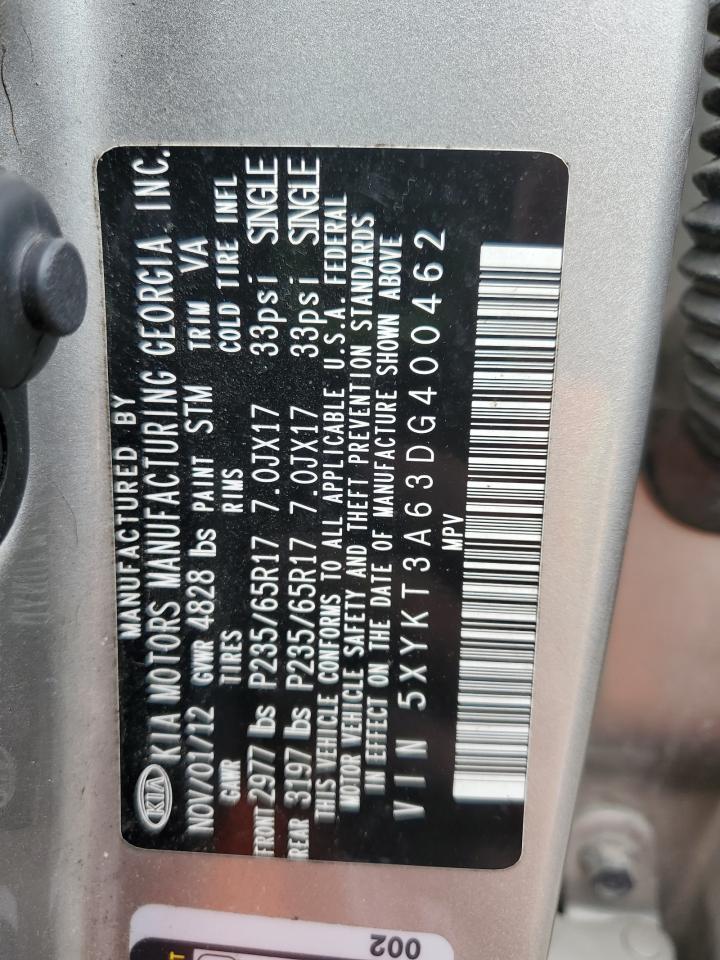 MANUFACTURED BY
KIA KIA MOTORS MANUFACTURING GEORGIA, INC.
NOV/01/12 GVWR 4828 lbs PAINT STM TRIM VA
GAWR TIRES RIMS COLD TIRE INFL
FRONT 2977 lbs P235/65R17 7.0JX17 33psi SINGLE
REAR 3197 lbs P235/65R17 7.0JX17 33psi SINGLE
THIS VEHICLE CONFORMS TO ALL APPLICABLE U.S.A. FEDERAL
MOTOR VEHICLE SAFETY AND THEFT PREVENTION STANDARDS
IN EFFECT ON THE DATE OF MANUFACTURE SHOWN ABOVE
VIN 5XYKT3A63DG400462
MPV
002